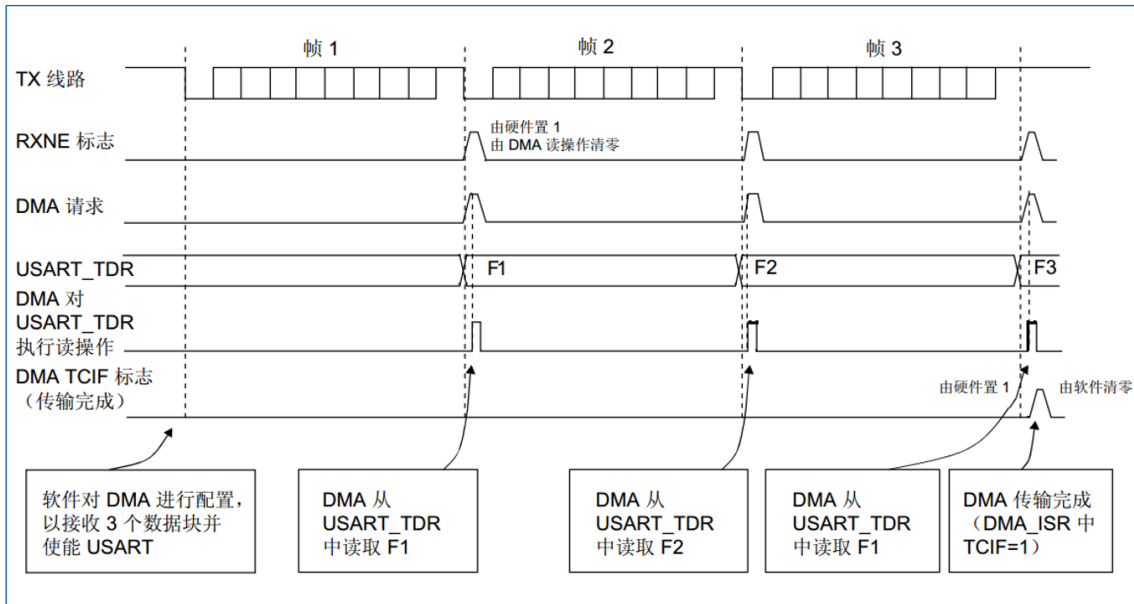 帧 1
帧 2
帧 3
TX 线路
RXNE 标志
由硬件置 1
由 DMA 读操作清零
DMA 请求
USART_TDR
F1
F2
F3
DMA 对
USART_TDR
执行读操作
DMA TCIF 标志
（传输完成）
由硬件置 1
由软件清零
软件对 DMA 进行配置，
以接收 3 个数据块并
使能 USART
DMA 从
USART_TDR
中读取 F1
DMA 从
USART_TDR
中读取 F2
DMA 从
USART_TDR
中读取 F1
DMA 传输完成
（DMA_ISR 中
TCIF=1）